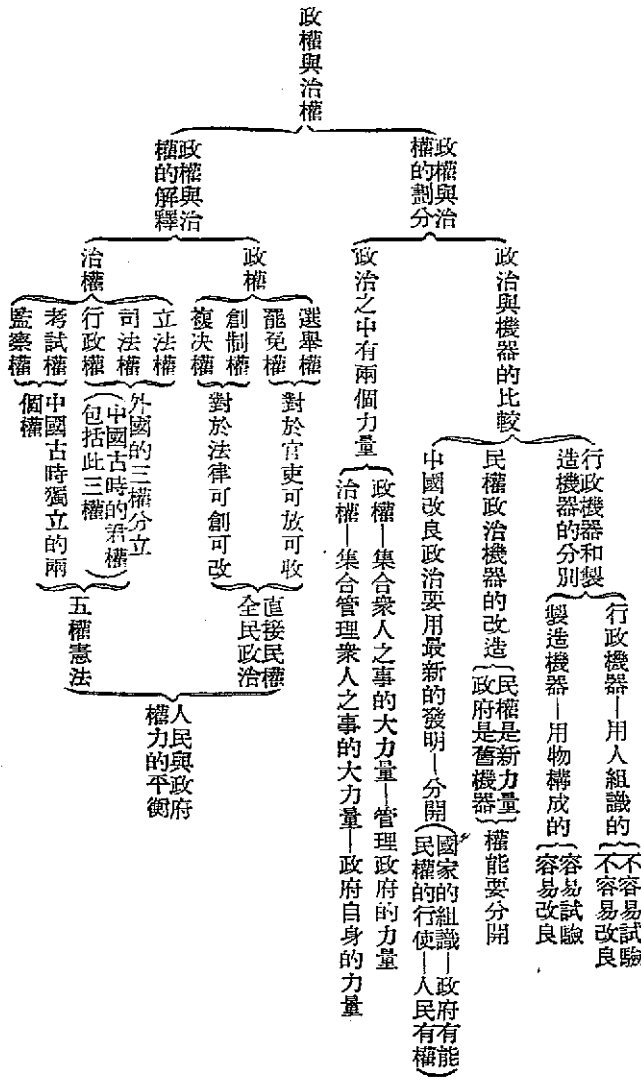 政權與治權
政權與治
權的劃分
政治與機器的比較
行政機器和製
造機器的分別
行政機器—用人組識的
不容易試驗
不容易改良
製造機器—用物構成的
容易試驗
容易改良
民權政治機器的改造
民權是新力量
政府是舊機器
權能要分開
中國改良政治要用最新的發明—分開
國家的組識—政府有能
民權的行使—人民有權
政治之中有兩個力量
政權—集合衆人之事的大力量—管理政府的力量
治權—集合管理衆人之事的大力量—政府自身的力量
政權與治
權的解釋
政權
選舉權
罷免權
對於官吏可放可收
創制權
複决權
對於法律可創可改
直接民權
全民政治
治權
立法權
司法權
行政權
外國的三權分立
(中國古時的君權
包括此三權)
考試權
監察權
中國古時獨立的兩
個權
五權憲法
人民與政府
權力的平衡